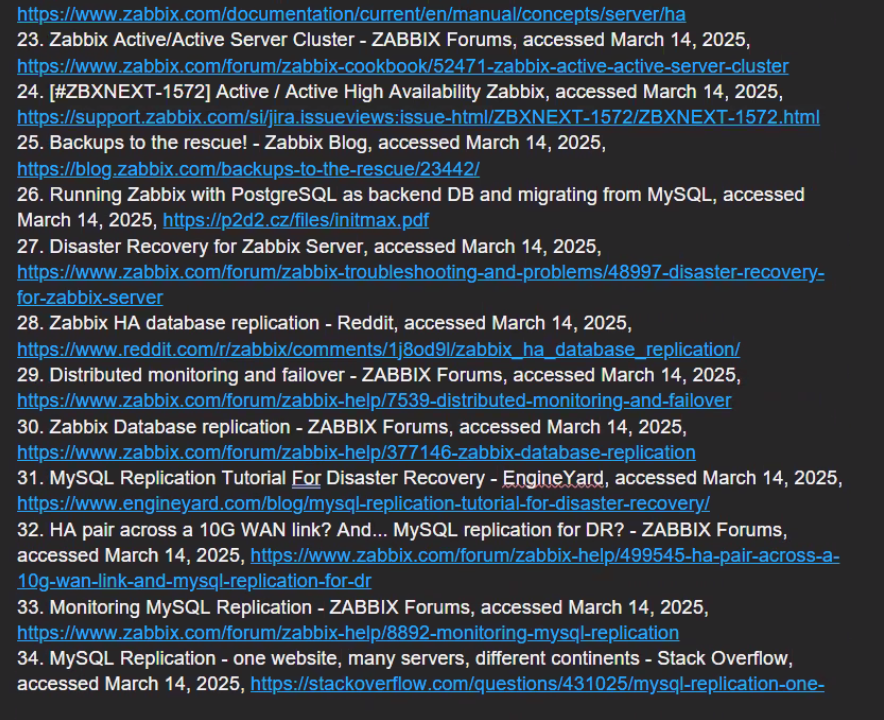 https://www.zabbix.com/documentation/current/en/manual/concepts/server/ha
23. Zabbix Active/Active Server Cluster - ZABBIX Forums, accessed March 14, 2025,
https://www.zabbix.com/forum/zabbix-cookbook/52471-zabbix-active-active-server-cluster
24. [#ZBXNEXT-1572] Active / Active High Availability Zabbix, accessed March 14, 2025,
https://support.zabbix.com/si/jira.issueviews:issue-html/ZBXNEXT-1572/ZBXNEXT-1572.html
25. Backups to the rescue! - Zabbix Blog, accessed March 14, 2025,
https://blog.zabbix.com/backups-to-the-rescue/23442/
26. Running Zabbix with PostgreSQL as backend DB and migrating from MySQL, accessed
March 14, 2025, https://p2d2.cz/files/initmax.pdf
27. Disaster Recovery for Zabbix Server, accessed March 14, 2025,
https://www.zabbix.com/forum/zabbix-troubleshooting-and-problems/48997-disaster-recovery-
for-zabbix-server
28. Zabbix HA database replication - Reddit, accessed March 14, 2025,
https://www.reddit.com/r/zabbix/comments/1j8od9l/zabbix_ha_database_replication/
29. Distributed monitoring and failover - ZABBIX Forums, accessed March 14, 2025,
https://www.zabbix.com/forum/zabbix-help/7539-distributed-monitoring-and-failover
30. Zabbix Database replication - ZABBIX Forums, accessed March 14, 2025,
https://www.zabbix.com/forum/zabbix-help/377146-zabbix-database-replication
31. MySQL Replication Tutorial For Disaster Recovery - EngineYard, accessed March 14, 2025,
https://www.engineyard.com/blog/mysql-replication-tutorial-for-disaster-recovery/
32. HA pair across a 10G WAN link? And... MySQL replication for DR? - ZABBIX Forums,
accessed March 14, 2025, https://www.zabbix.com/forum/zabbix-help/499545-ha-pair-across-a-
10g-wan-link-and-mysql-replication-for-dr
33. Monitoring MySQL Replication - ZABBIX Forums, accessed March 14, 2025,
https://www.zabbix.com/forum/zabbix-help/8892-monitoring-mysql-replication
34. MySQL Replication - one website, many servers, different continents - Stack Overflow,
accessed March 14, 2025, https://stackoverflow.com/questions/431025/mysql-replication-one-